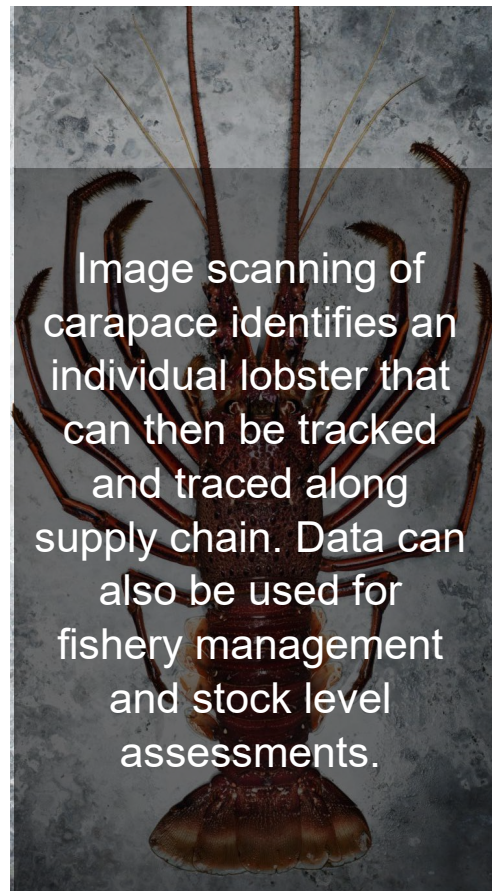 Image scanning of
carapace identifies an
individual lobster that
can then be tracked
and traced along
supply chain. Data can
also be used for
fishery management
and stock level
assessments.